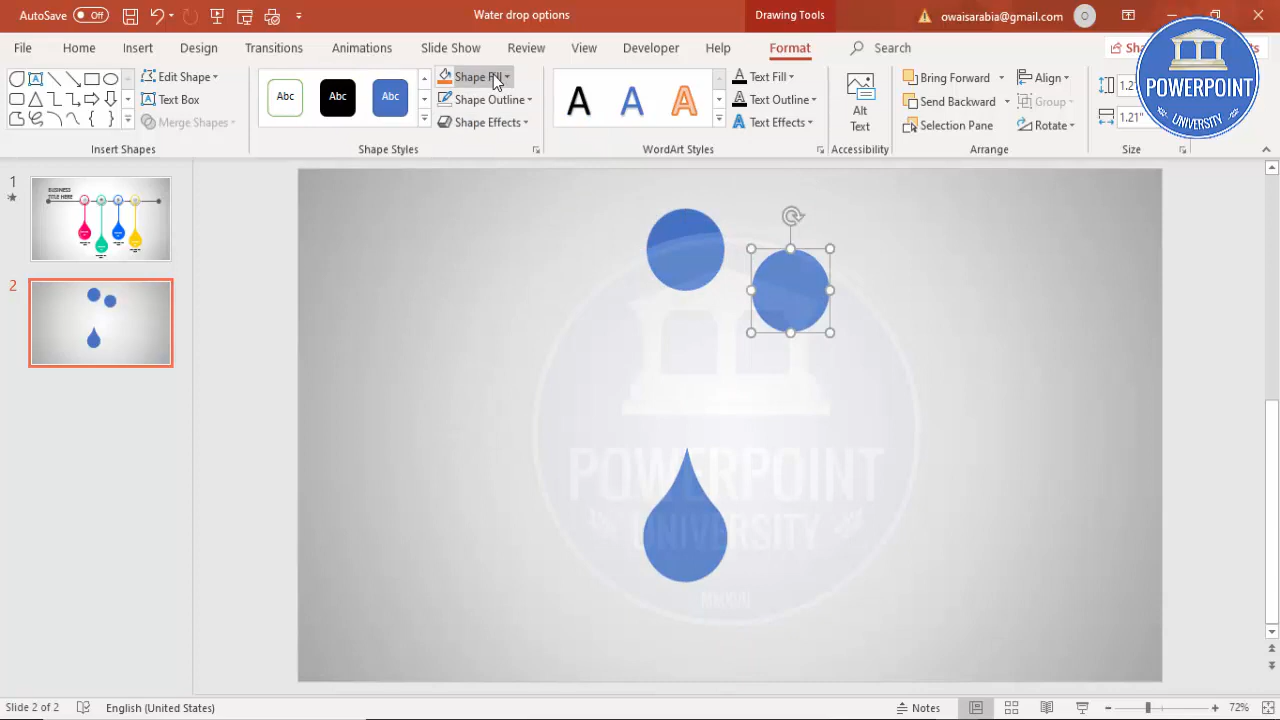 AutoSave Off Water drop options Drawing Tools owaisarabia@gmail.com O
File Home Insert Design Transitions Animations Slide Show Review View Developer Help Format Search
Edit Shape Text Box Merge Shapes
Insert Shapes
Abc Abc Abc
Shape Fill
Shape Outline
Shape Effects
Shape Styles
A A A
Text Fill
Text Outline
Text Effects
WordArt Styles
Alt
Text
Accessibility
Bring Forward Align
Send Backward Group
Selection Pane Rotate
Arrange
1.21"
Size
POWERPOINT
UNIVERSITY
1
BUSINESS
TITLE HERE
2
POWERPOINT
UNIVERSITY
Slide 2 of 2 English (United States) Notes 72%